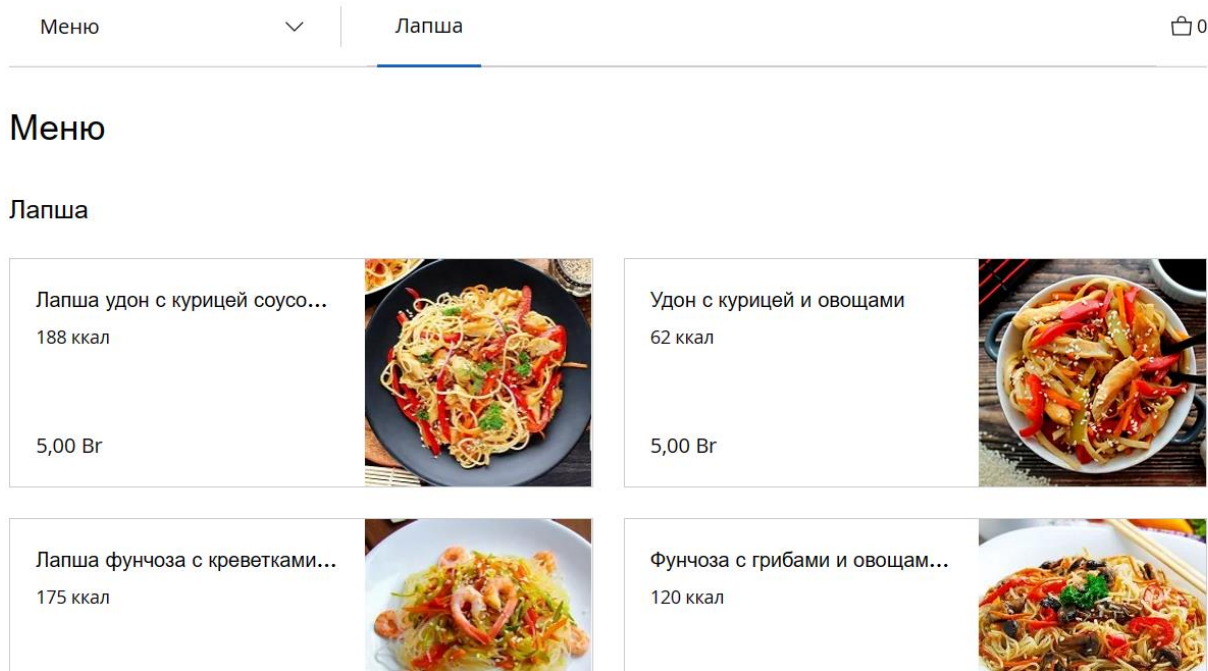 Меню
Лапша
0
Меню
Лапша
Лапша удон с курицей соусо...
188 ккал
5,00 Br
Удон с курицей и овощами
62 ккал
5,00 Br
Лапша фунчоза с креветками...
175 ккал
Фунчоза с грибами и овощам...
120 ккал